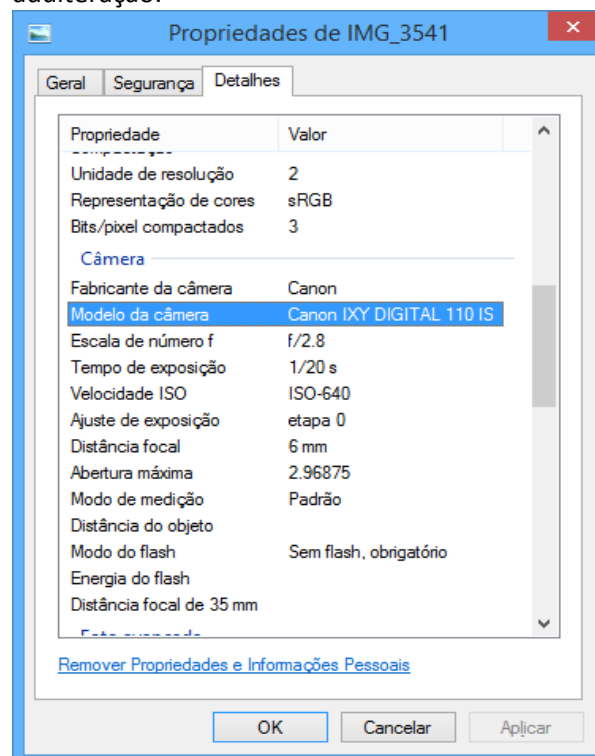 Propriedades de IMG_3541
Geral Segurança Detalhes
Propriedade Valor
Unidade de resolução 2
Representação de cores sRGB
Bits/pixel compactados 3
Câmera
Fabricante da câmera Canon
Modelo da câmera Canon IXY DIGITAL 110 IS
Escala de número f f/2.8
Tempo de exposição 1/20 s
Velocidade ISO ISO-640
Ajuste de exposição etapa 0
Distância focal 6 mm
Abertura máxima 2.96875
Modo de medição Padrão
Distância do objeto
Modo do flash Sem flash, obrigatório
Energia do flash
Distância focal de 35 mm
Remover Propriedades e Informações Pessoais
OK Cancelar Aplicar